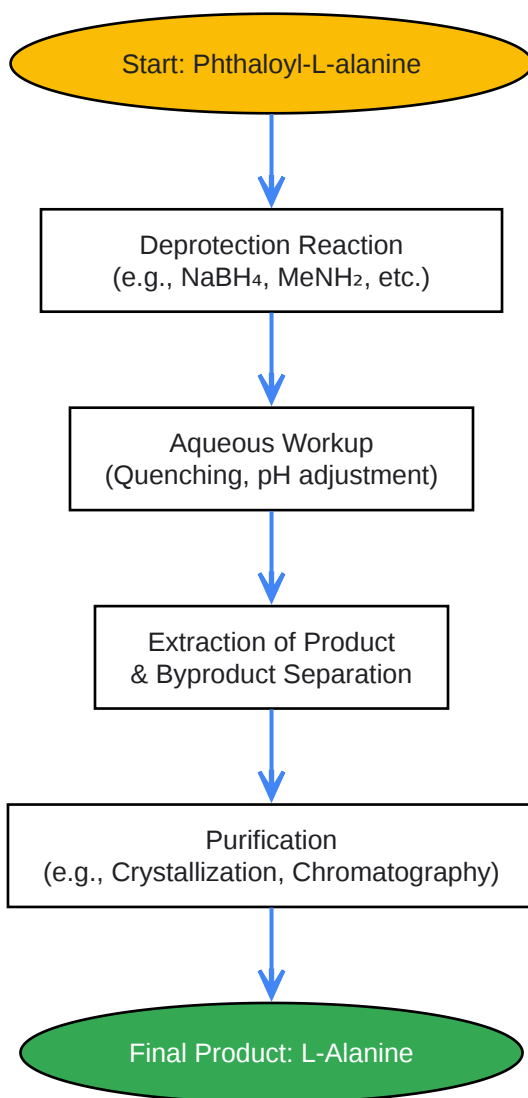 Start: Phthaloyl-L-alanine
Deprotection Reaction
(e.g., NaBH₄, MeNH₂, etc.)
Aqueous Workup
(Quenching, pH adjustment)
Extraction of Product
& Byproduct Separation
Purification
(e.g., Crystallization, Chromatography)
Final Product: L-Alanine